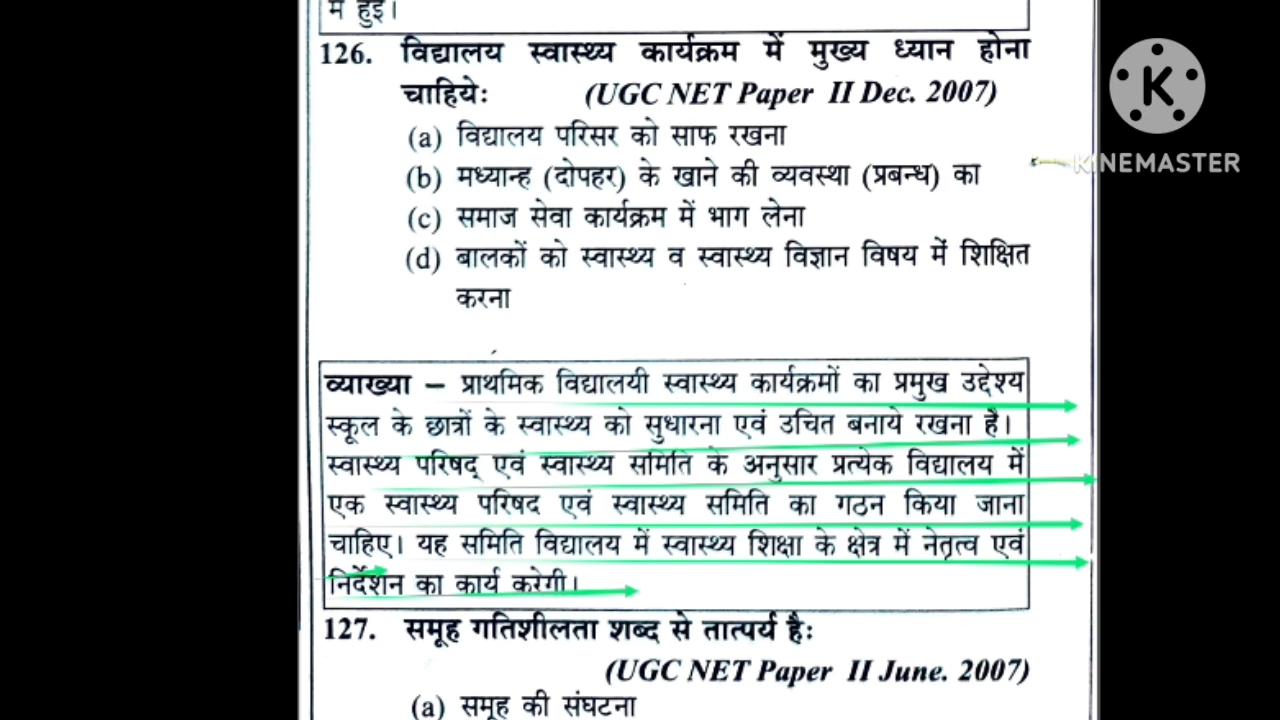 में हुई।
126. विद्यालय स्वास्थ्य कार्यक्रम में मुख्य ध्यान होना
चाहिये: (UGC NET Paper II Dec. 2007)
(a) विद्यालय परिसर को साफ रखना
(b) मध्यान्ह (दोपहर) के खाने की व्यवस्था (प्रबन्ध) का
(c) समाज सेवा कार्यक्रम में भाग लेना
(d) बालकों को स्वास्थ्य व स्वास्थ्य विज्ञान विषय में शिक्षित
करना
व्याख्या – प्राथमिक विद्यालयी स्वास्थ्य कार्यक्रमों का प्रमुख उद्देश्य
स्कूल के छात्रों के स्वास्थ्य को सुधारना एवं उचित बनाये रखना है।
स्वास्थ्य परिषद् एवं स्वास्थ्य समिति के अनुसार प्रत्येक विद्यालय में
एक स्वास्थ्य परिषद एवं स्वास्थ्य समिति का गठन किया जाना
चाहिए। यह समिति विद्यालय में स्वास्थ्य शिक्षा के क्षेत्र में नेतृत्व एवं
निर्देशन का कार्य करेगी।
127. समूह गतिशीलता शब्द से तात्पर्य है:
(UGC NET Paper II June. 2007)
(a) समूह की संघटना
K
KINEMASTER